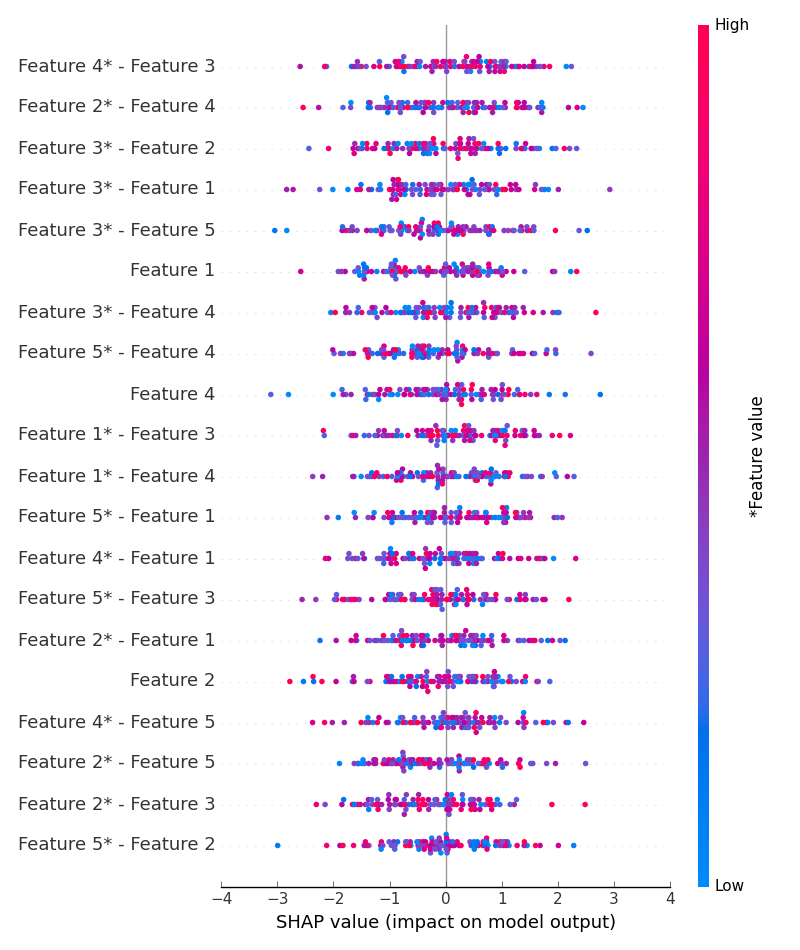 High
Feature 4* - Feature 3
Feature 2* - Feature 4
Feature 3* - Feature 2
Feature 3* - Feature 1
Feature 3* - Feature 5
Feature 1
Feature 3* - Feature 4
Feature 5* - Feature 4
Feature 4
Feature 1* - Feature 3
Feature 1* - Feature 4
Feature 5* - Feature 1
Feature 4* - Feature 1
Feature 5* - Feature 3
Feature 2* - Feature 1
Feature 2
Feature 4* - Feature 5
Feature 2* - Feature 5
Feature 2* - Feature 3
Feature 5* - Feature 2
*Feature value
Low
−4 −3 −2 −1 0 1 2 3 4
SHAP value (impact on model output)